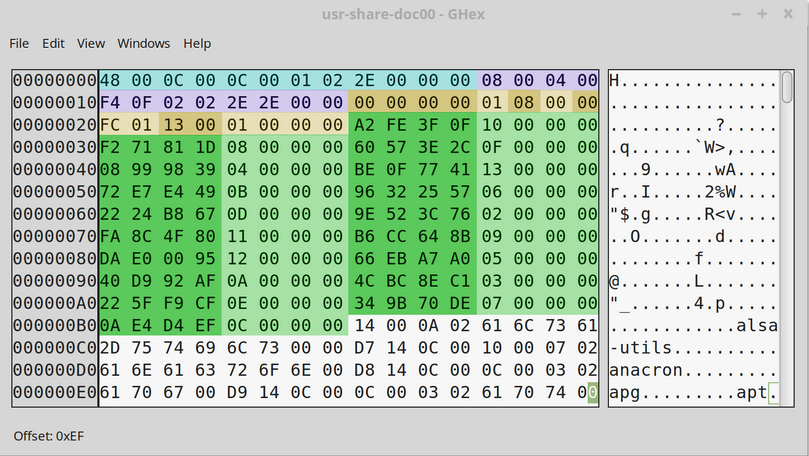 usr-share-doc00 - GHex
File Edit View Windows Help
00000000 48 00 0C 00 0C 00 01 02 2E 00 00 00 08 00 04 00 H...............
00000010 F4 0F 02 02 2E 2E 00 00 00 00 00 00 01 08 00 00 ................
00000020 FC 01 13 00 01 00 00 00 A2 FE 3F 0F 10 00 00 00 ..........?.....
00000030 F2 71 81 1D 08 00 00 00 60 57 3E 2C 0F 00 00 00 .q......`W>,....
00000040 08 99 98 39 04 00 00 00 BE 0F 77 41 13 00 00 00 ...9......wA....
00000050 72 E7 E4 49 0B 00 00 00 96 32 25 57 06 00 00 00 r..I.....2%W....
00000060 22 24 B8 67 0D 00 00 00 9E 52 3C 76 02 00 00 00 "$.g.....R<v....
00000070 FA 8C 4F 80 11 00 00 00 B6 CC 64 8B 09 00 00 00 ..O.......d.....
00000080 DA E0 00 95 12 00 00 00 66 EB A7 A0 05 00 00 00 ........f.......
00000090 40 D9 92 AF 0A 00 00 00 4C BC 8E C1 03 00 00 00 @.......L.......
000000A0 22 5F F9 CF 0E 00 00 00 34 9B 70 DE 07 00 00 00 "_......4.p.....
000000B0 0A E4 D4 EF 0C 00 00 00 14 00 0A 02 61 6C 73 61 ............alsa
000000C0 2D 75 74 69 6C 73 00 00 D7 14 0C 00 10 00 07 02 -utils..........
000000D0 61 6E 61 63 72 6F 6E 00 D8 14 0C 00 0C 00 03 02 anacron.........
000000E0 61 70 67 00 D9 14 0C 00 0C 00 03 02 61 70 74 00 apg.........apt.
Offset: 0xEF